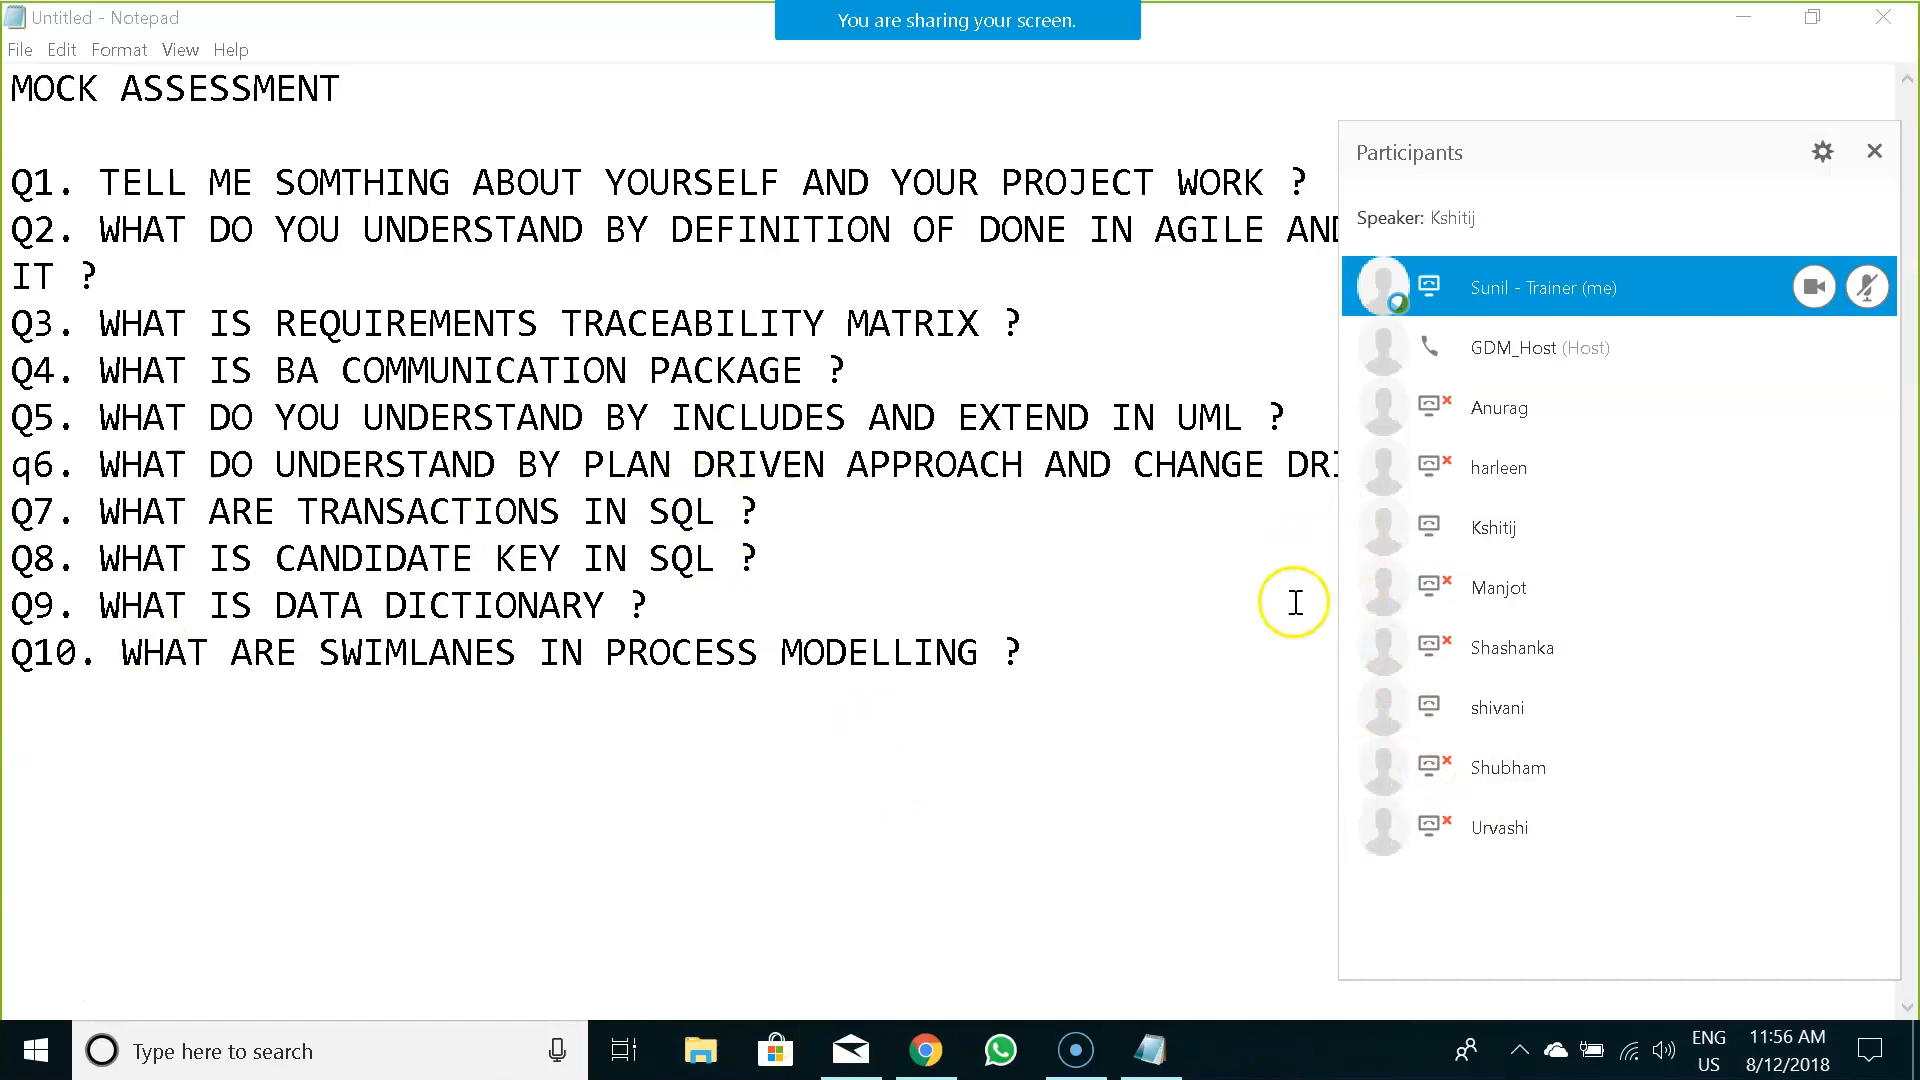 Untitled - Notepad
You are sharing your screen.
File Edit Format View Help
MOCK ASSESSMENT
Q1. TELL ME SOMTHING ABOUT YOURSELF AND YOUR PROJECT WORK ?
Q2. WHAT DO YOU UNDERSTAND BY DEFINITION OF DONE IN AGILE AND
IT ?
Q3. WHAT IS REQUIREMENTS TRACEABILITY MATRIX ?
Q4. WHAT IS BA COMMUNICATION PACKAGE ?
Q5. WHAT DO YOU UNDERSTAND BY INCLUDES AND EXTEND IN UML ?
q6. WHAT DO UNDERSTAND BY PLAN DRIVEN APPROACH AND CHANGE DRI
Q7. WHAT ARE TRANSACTIONS IN SQL ?
Q8. WHAT IS CANDIDATE KEY IN SQL ?
Q9. WHAT IS DATA DICTIONARY ?
Q10. WHAT ARE SWIMLANES IN PROCESS MODELLING ?
Participants
Speaker: Kshitij
Sunil - Trainer (me)
GDM_Host (Host)
Anurag
harleen
Kshitij
Manjot
Shashanka
shivani
Shubham
Urvashi
Type here to search
ENG
US
11:56 AM
8/12/2018